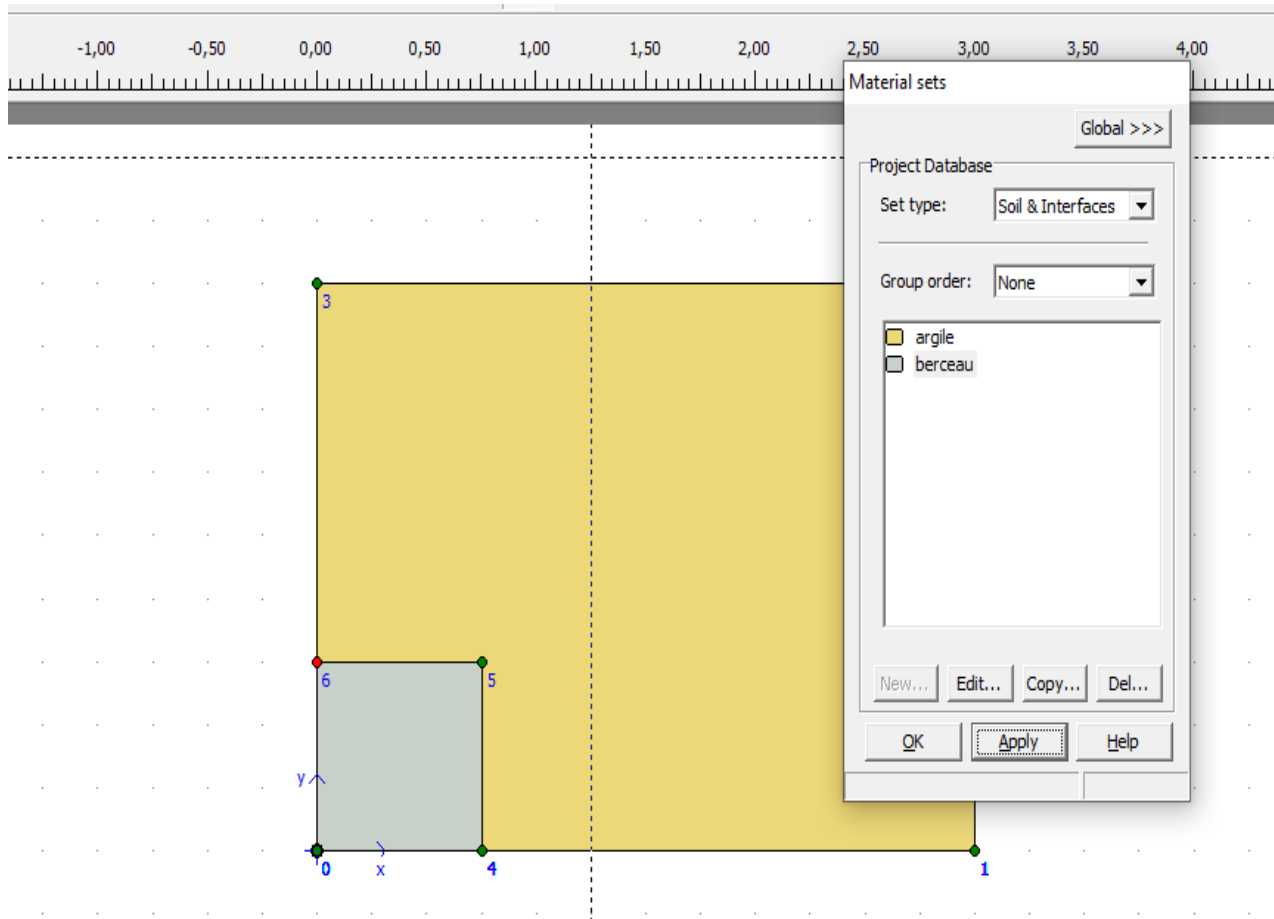 -1,00 -0,50 0,00 0,50 1,00 1,50 2,00 2,50 3,00 3,50 4,00
Material sets
Global >>>
Project Database
Set type: Soil & Interfaces
Group order: None
argile
berceau
New... Edit... Copy... Del...
OK Apply Help
3
6 5
y
0 x 4 1